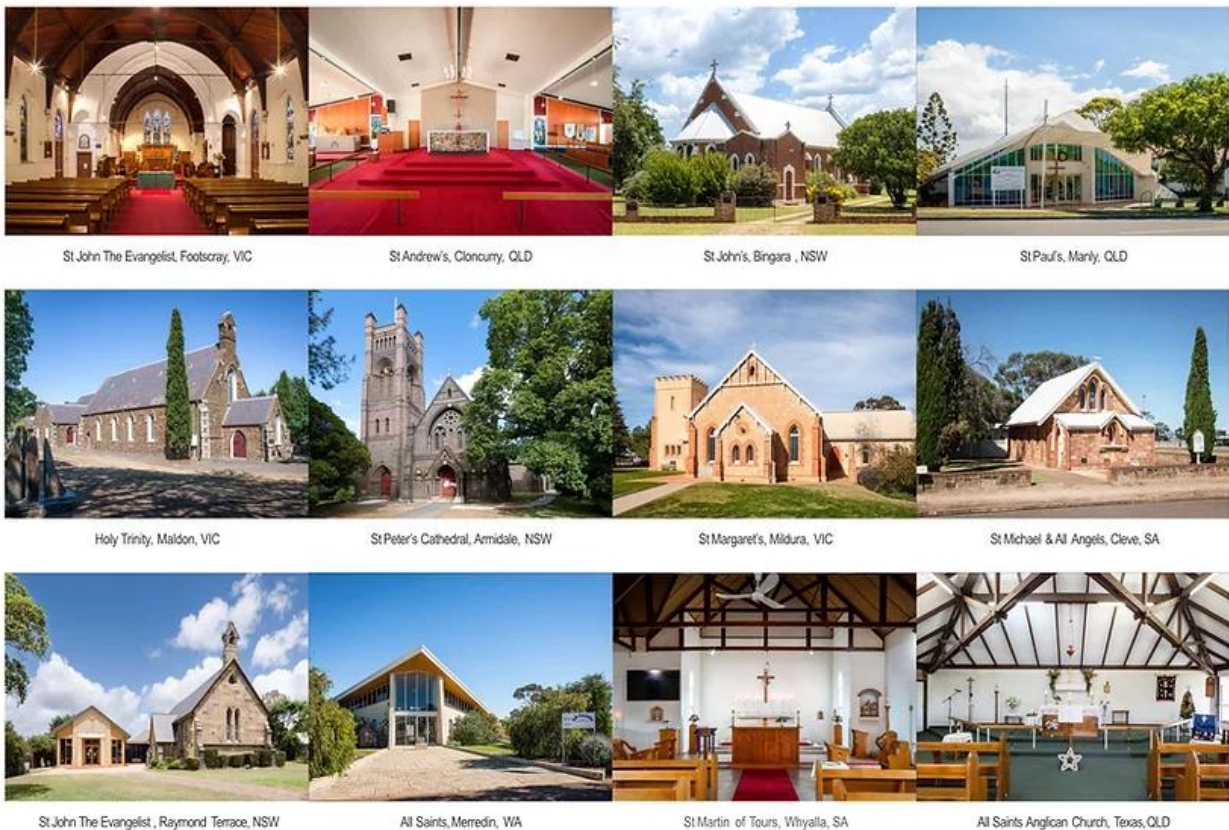 St John The Evangelist, Footscray, VIC
St Andrew's, Cloncurry, QLD
St John's, Bingara , NSW
St Paul's, Manly, QLD
Holy Trinity, Maldon, VIC
St Peter's Cathedral, Armidale, NSW
St Margaret's, Mildura, VIC
St Michael & All Angels, Cleve, SA
St John The Evangelist , Raymond Terrace, NSW
All Saints, Merredin, WA
St Martin of Tours, Whyalla, SA
All Saints Anglican Church, Texas, QLD